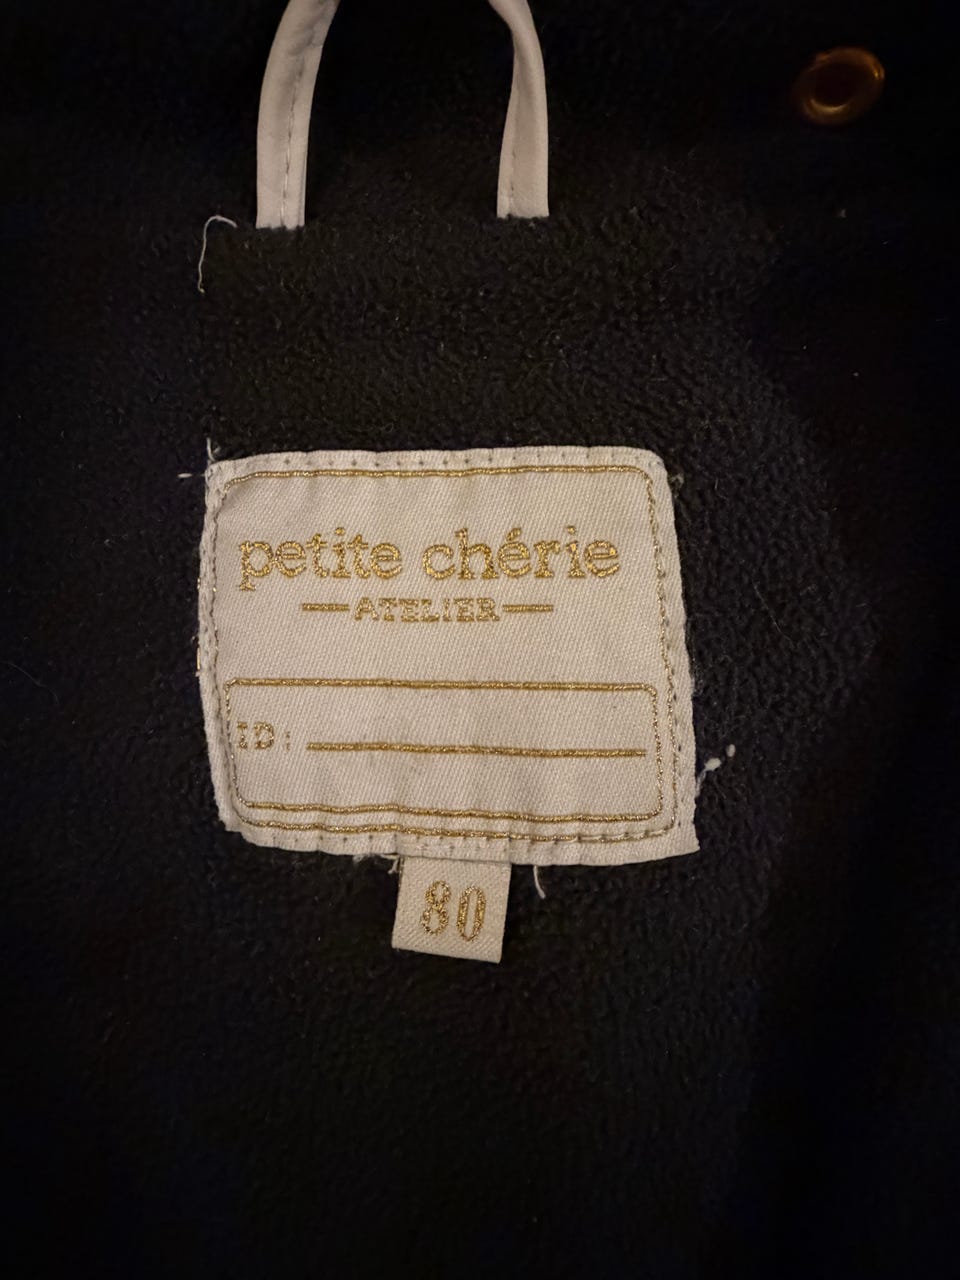 petite chérie
ATELIER
ID:
80